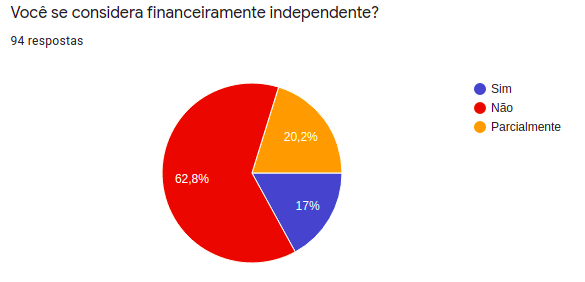 Você se considera financeiramente independente?
94 respostas
Sim
Não
Parcialmente
20,2%
62,8%
17%